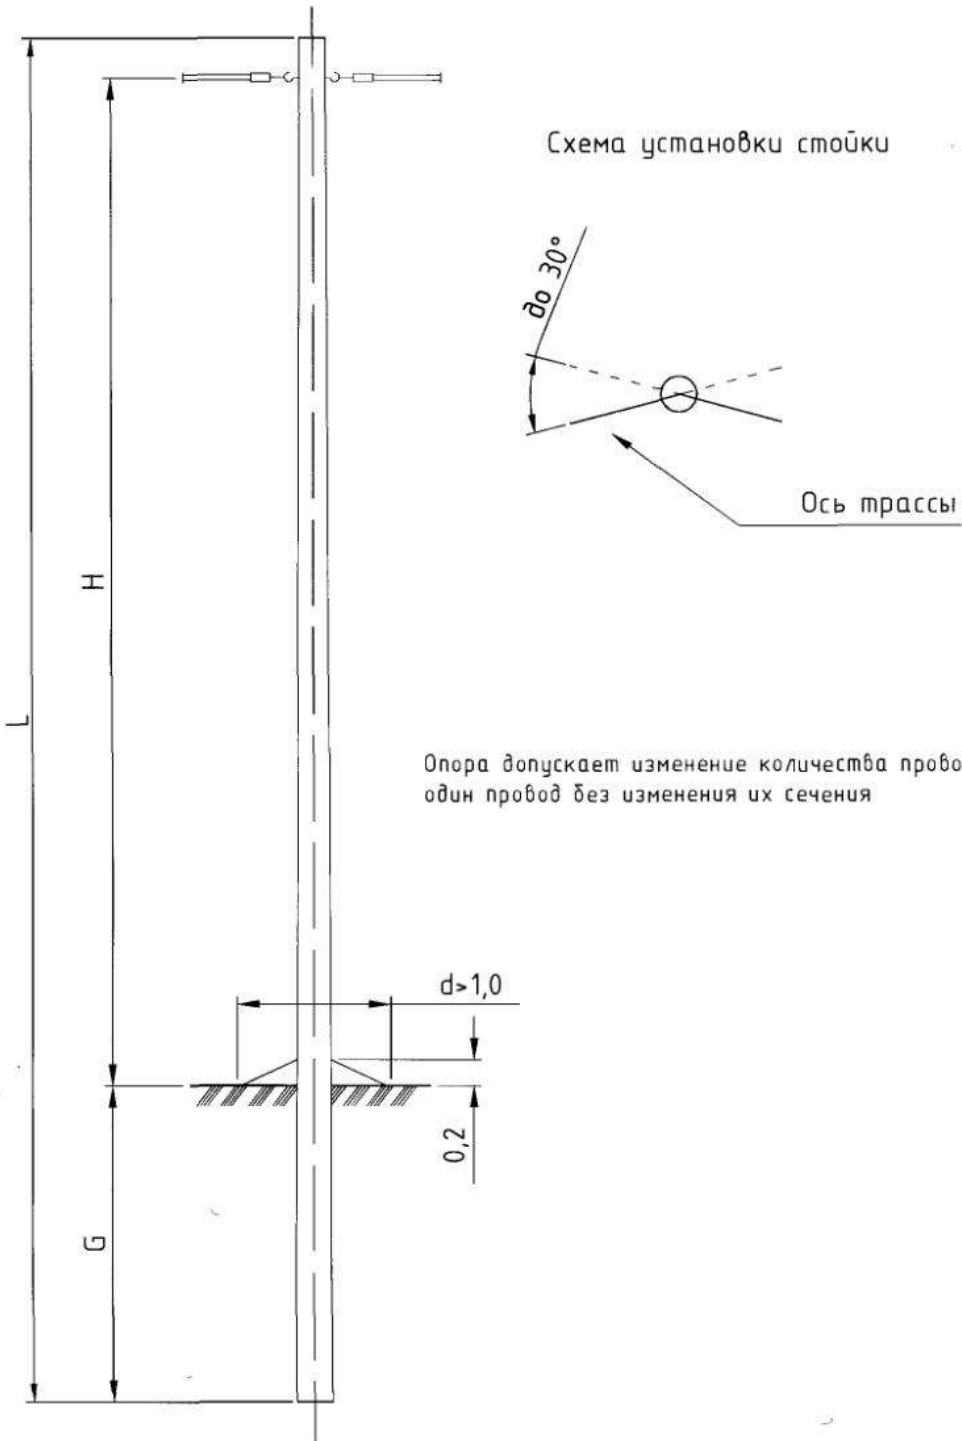 Схема установки стойки
до 30°
Ось трассы
H
L
Опора допускает изменение количества прово
один провод без изменения их сечения
d>1,0
0,2
G